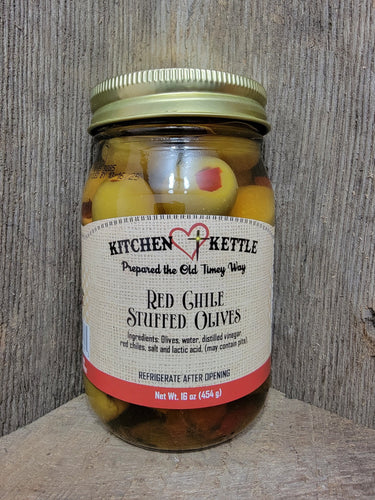 KITCHEN KETTLE
Prepared the Old Timey Way
RED CHILE
STUFFED OLIVES
Ingredients: Olives, water, distilled vinegar,
red chiles, salt and lactic acid, (may contain pits)
REFRIGERATE AFTER OPENING
Net Wt. 16 oz (454 g)